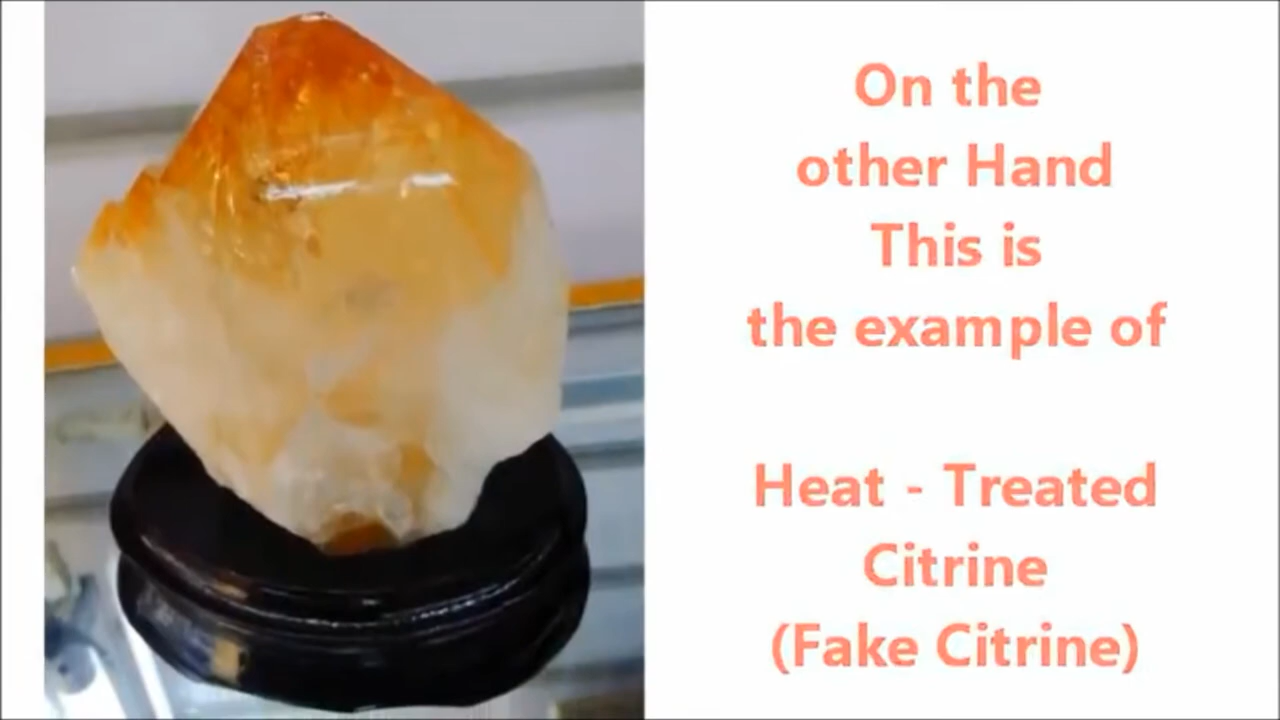 On the
other Hand
This is
the example of
Heat - Treated
Citrine
(Fake Citrine)